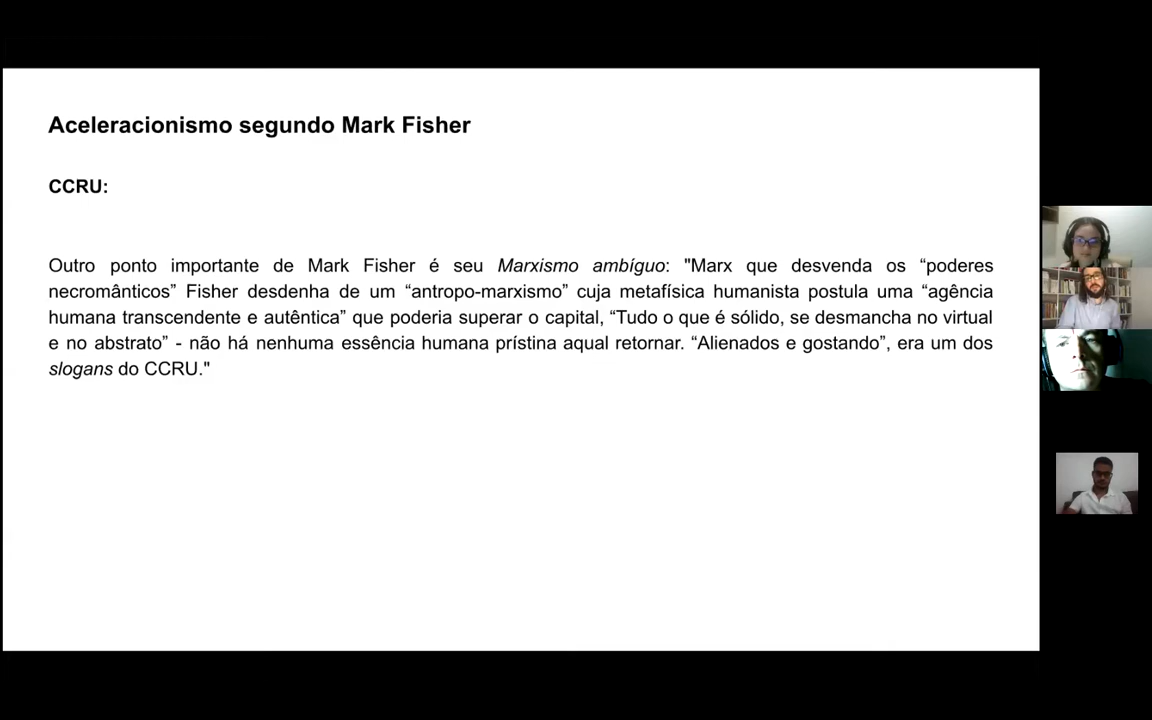 Aceleracionismo segundo Mark Fisher
CCRU:
Outro ponto importante de Mark Fisher é seu Marxismo ambíguo: "Marx que desvenda os “poderes
necromânticos” Fisher desdenha de um “antropo-marxismo” cuja metafísica humanista postula uma “agência
humana transcendente e autêntica” que poderia superar o capital, “Tudo o que é sólido, se desmancha no virtual
e no abstrato” - não há nenhuma essência humana prístina aqual retornar. “Alienados e gostando”, era um dos
slogans do CCRU."